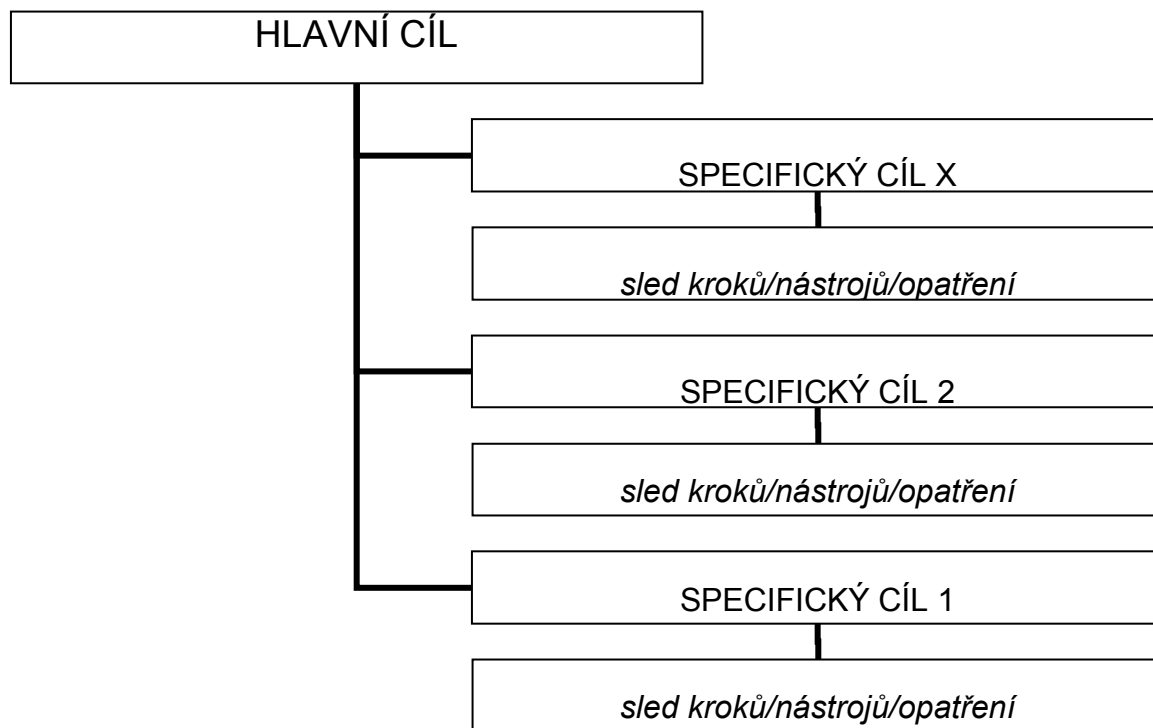 HLAVNÍ CÍL
SPECIFICKÝ CÍL X
sled kroků/nástrojů/opatření
SPECIFICKÝ CÍL 2
sled kroků/nástrojů/opatření
SPECIFICKÝ CÍL 1
sled kroků/nástrojů/opatření